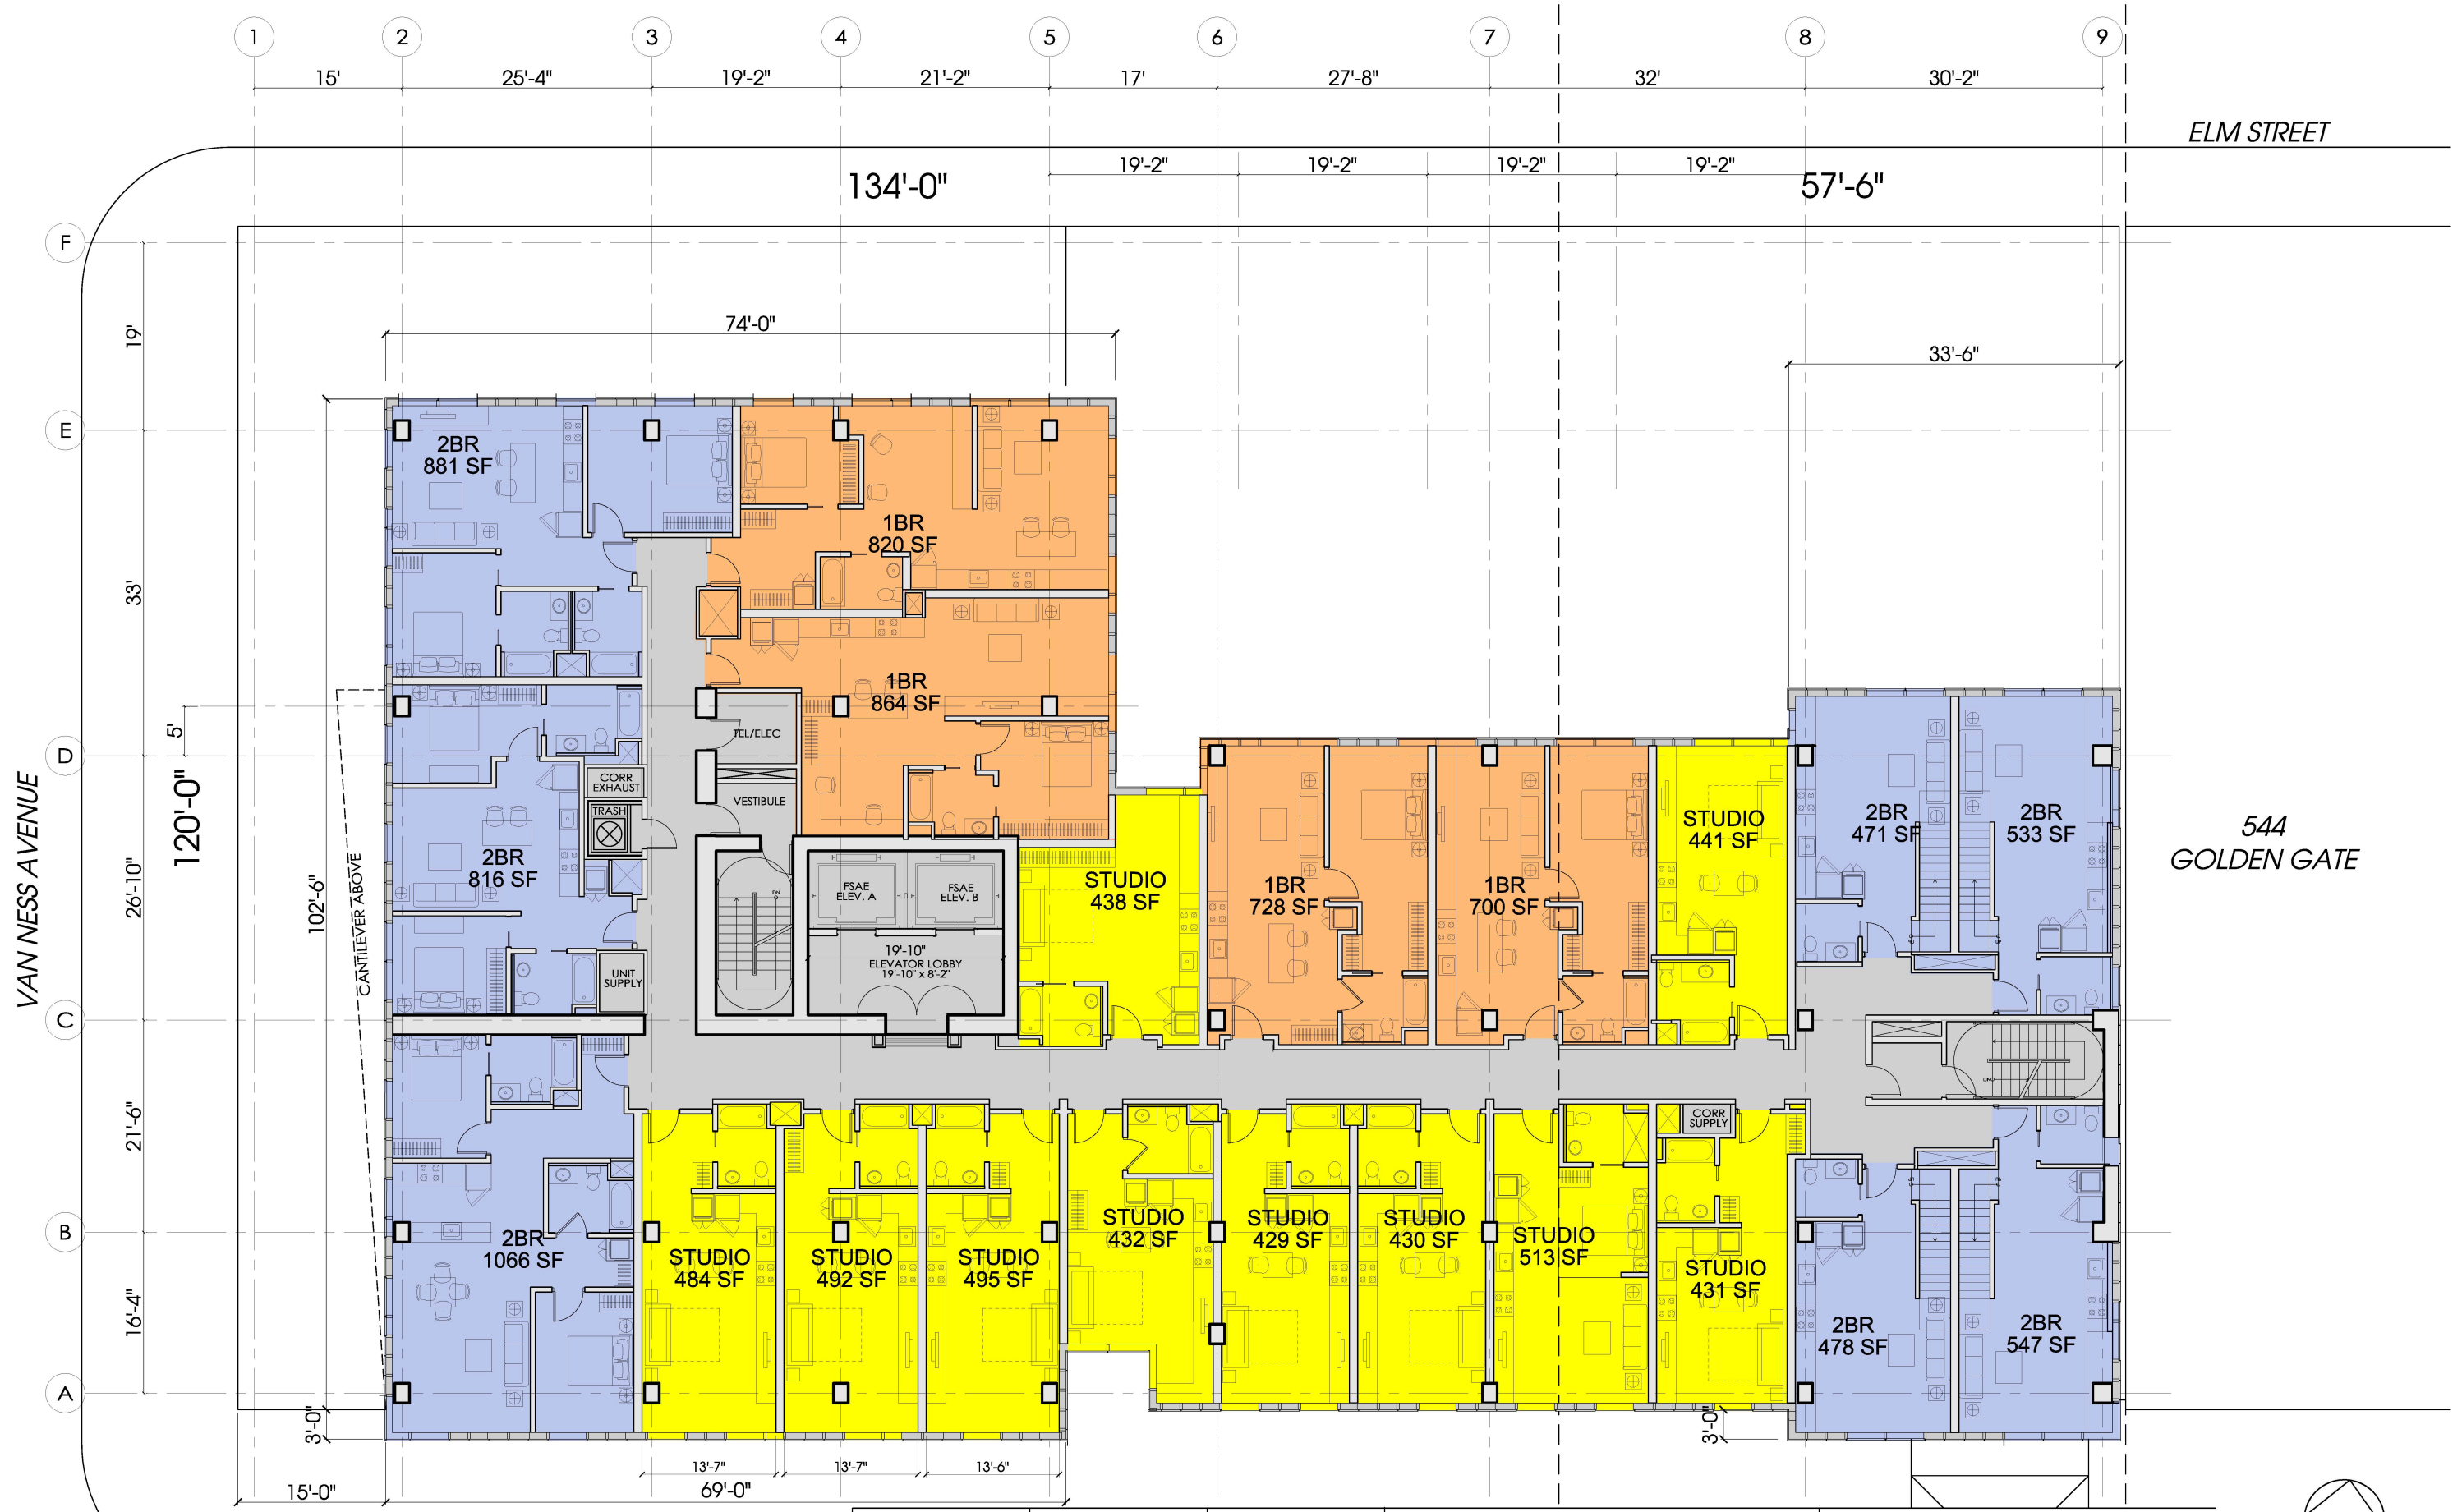 1 2 3 4 5 6 7 8 9
15' 25'-4" 19'-2" 21'-2" 17' 27'-8" 32' 30'-2"
ELM STREET
19'-2" 19'-2" 19'-2" 19'-2"
134'-0" 57'-6"
F
19'
74'-0"
33'-6"
E
2BR
881 SF
1BR
820 SF
33'
1BR
864 SF
5'
TEL/ELEC
D
VAN NESS AVENUE
120'-0"
CORR
EXHAUST
TRASH
VESTIBULE
STUDIO
441 SF
2BR
471 SF
2BR
533 SF
544
GOLDEN GATE
26'-10"
102'-6"
CANTILEVER ABOVE
2BR
816 SF
DN
FSAE
ELEV. A
FSAE
ELEV. B
STUDIO
438 SF
1BR
728 SF
1BR
700 SF
19'-10"
ELEVATOR LOBBY
19'-10" x 8'-2"
UNIT
SUPPLY
C
DN
21'-6"
CORR
SUPPLY
B
2BR
1066 SF
STUDIO
484 SF
STUDIO
492 SF
STUDIO
495 SF
STUDIO
432 SF
STUDIO
429 SF
STUDIO
430 SF
STUDIO
513 SF
STUDIO
431 SF
2BR
478 SF
2BR
547 SF
16'-4"
A
3'-0"
3'-0"
13'-7" 13'-7" 13'-6"
15'-0" 69'-0"